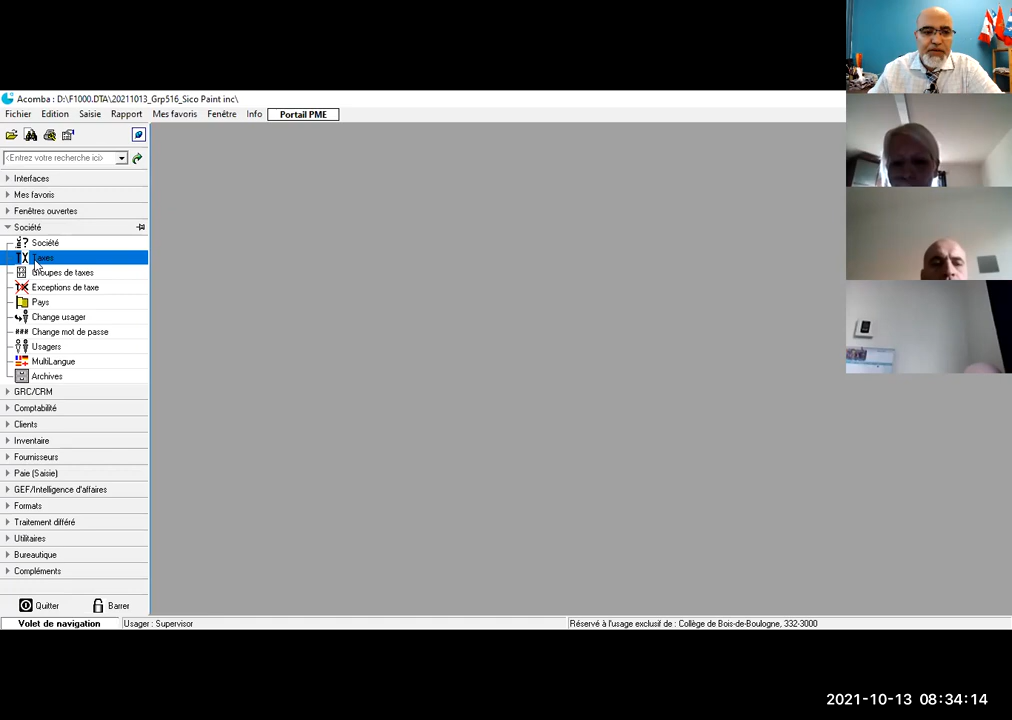 Acomba : D:\F1000.DTA\20211013_Grp516_Sico Paint inc\
Fichier Edition Saisie Rapport Mes favoris Fenêtre Info Portail PME
<Entrez votre recherche ici>
Interfaces
Mes favoris
Fenêtres ouvertes
Société
Société
Taxes
Groupes de taxes
Exceptions de taxe
Pays
Change usager
### Change mot de passe
Usagers
MultiLangue
Archives
GRC/CRM
Comptabilité
Clients
Inventaire
Fournisseurs
Paie (Saisie)
GEF/Intelligence d'affaires
Formats
Traitement différé
Utilitaires
Bureautique
Compléments
Quitter Barrer
Volet de navigation Usager : Supervisor Réservé à l'usage exclusif de : Collège de Bois-de-Boulogne, 332-3000
2021-10-13 08:34:14